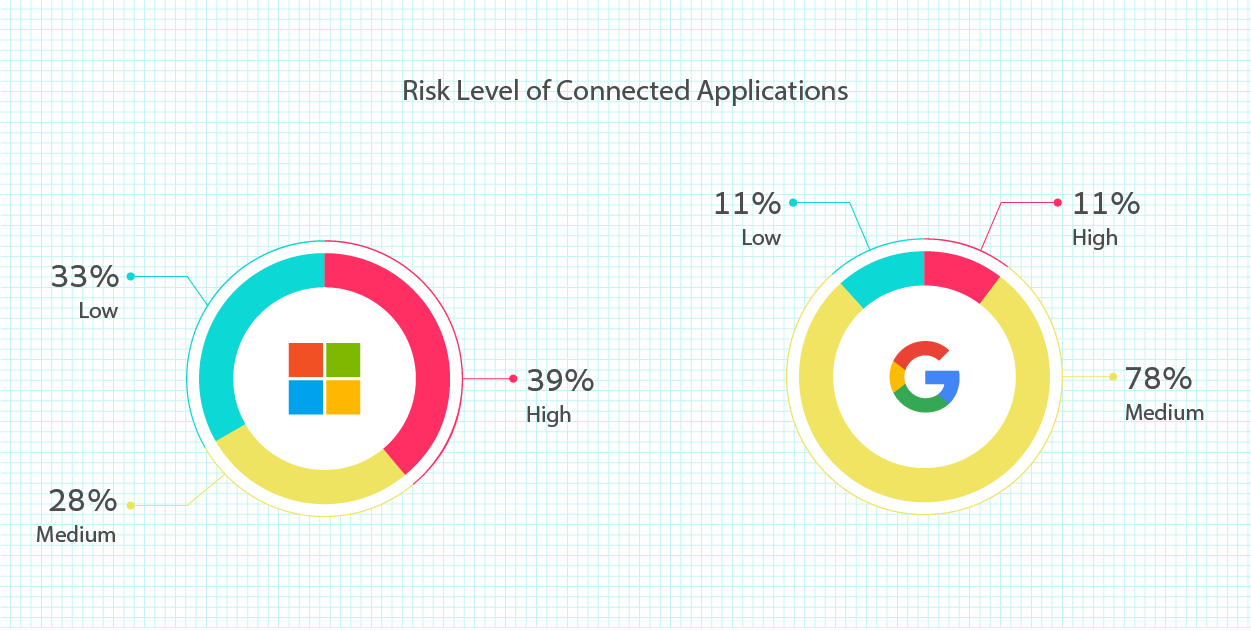 Risk Level of Connected Applications
33%
Low
39%
High
28%
Medium
11%
Low
11%
High
78%
Medium